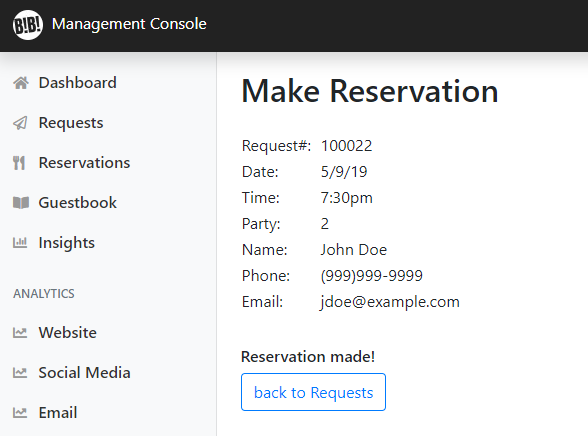 B!B! Management Console
Dashboard
Requests
Reservations
Guestbook
Insights
ANALYTICS
Website
Social Media
Email
Make Reservation
Request#: 100022
Date: 5/9/19
Time: 7:30pm
Party: 2
Name: John Doe
Phone: (999)999-9999
Email: jdoe@example.com
Reservation made!
back to Requests